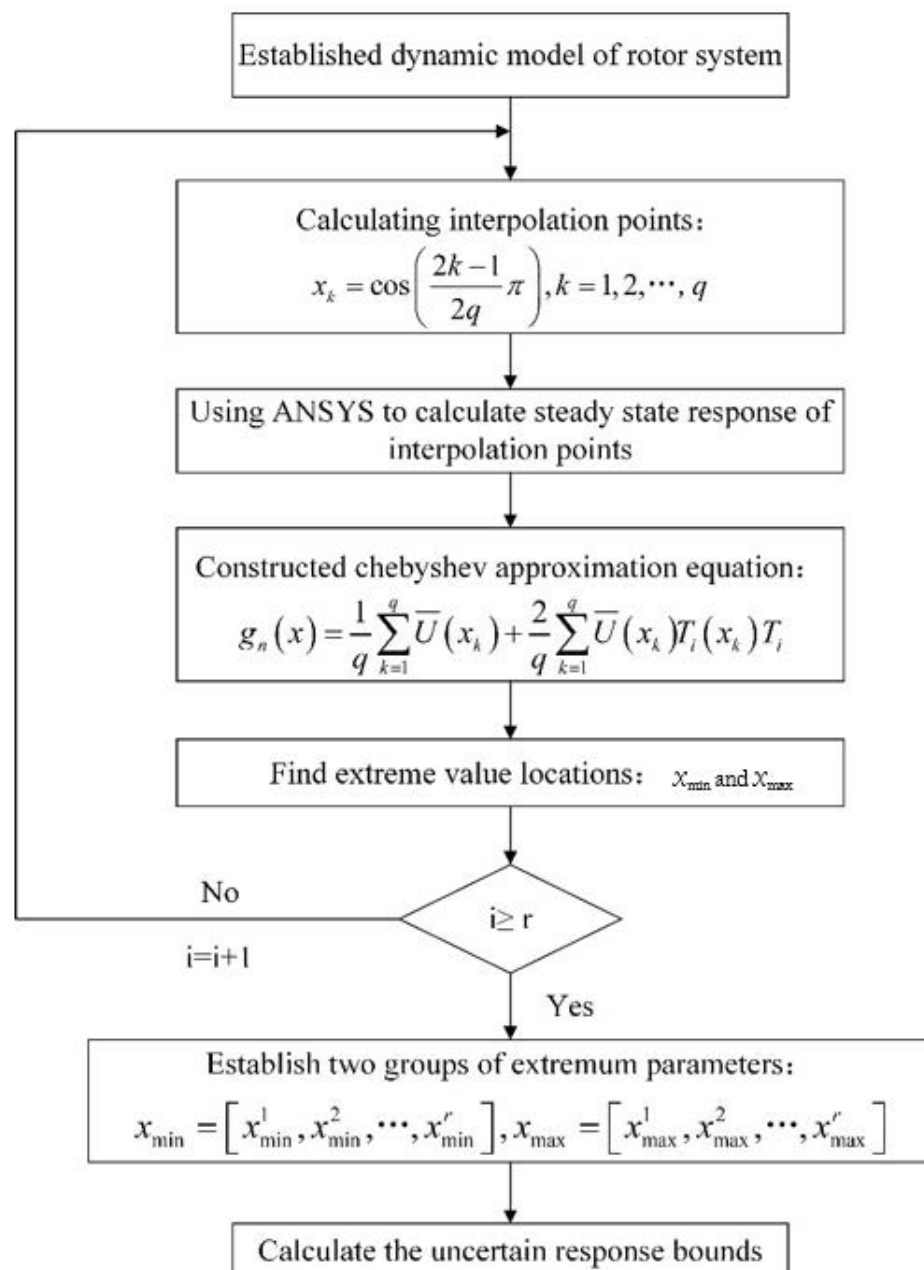 Established dynamic model of rotor system
Calculating interpolation points：
x_k = cos( (2k−1)/(2q) π ), k = 1, 2, ⋯, q
Using ANSYS to calculate steady state response of
interpolation points
Constructed chebyshev approximation equation：
g_n(x) = 1/q ∑_{k=1}^{q} U̅(x_k) + 2/q ∑_{k=1}^{q} U̅(x_k)T_i(x_k)T_i
Find extreme value locations： x_min and x_max
No
i≥ r
i=i+1
Yes
Establish two groups of extremum parameters：
x_min = [x_min^1, x_min^2, ⋯, x_min^r], x_max = [x_max^1, x_max^2, ⋯, x_max^r]
Calculate the uncertain response bounds